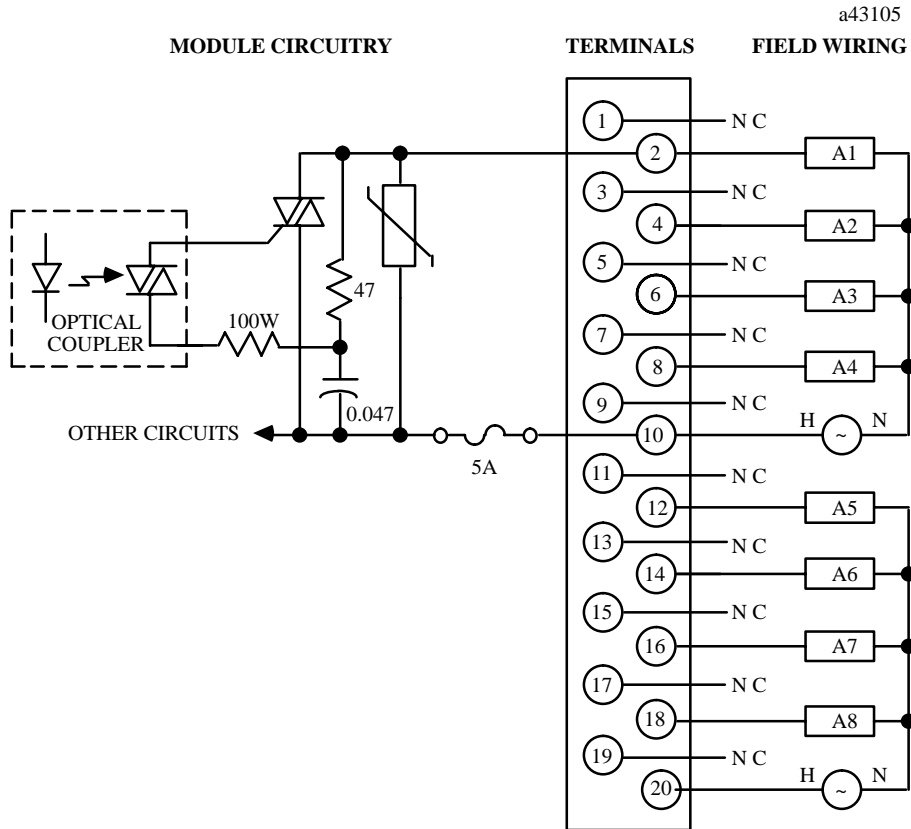 a43105
MODULE CIRCUITRY TERMINALS FIELD WIRING
1 N C
2 A1
3 N C
4 A2
5 N C
6 A3
47
OPTICAL
COUPLER
100W
7 N C
8 A4
0.047
9 N C
OTHER CIRCUITS
5A
10 H ~ N
11 N C
12 A5
13 N C
14 A6
15 N C
16 A7
17 N C
18 A8
19 N C
20 H ~ N